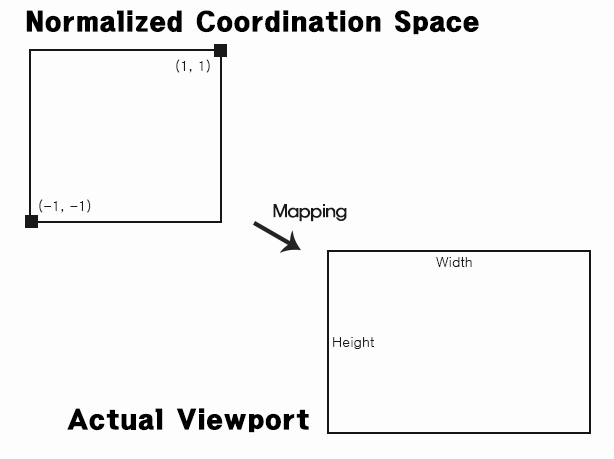 Normalized Coordination Space
(1, 1)
(-1, -1)
Mapping
Width
Height
Actual Viewport